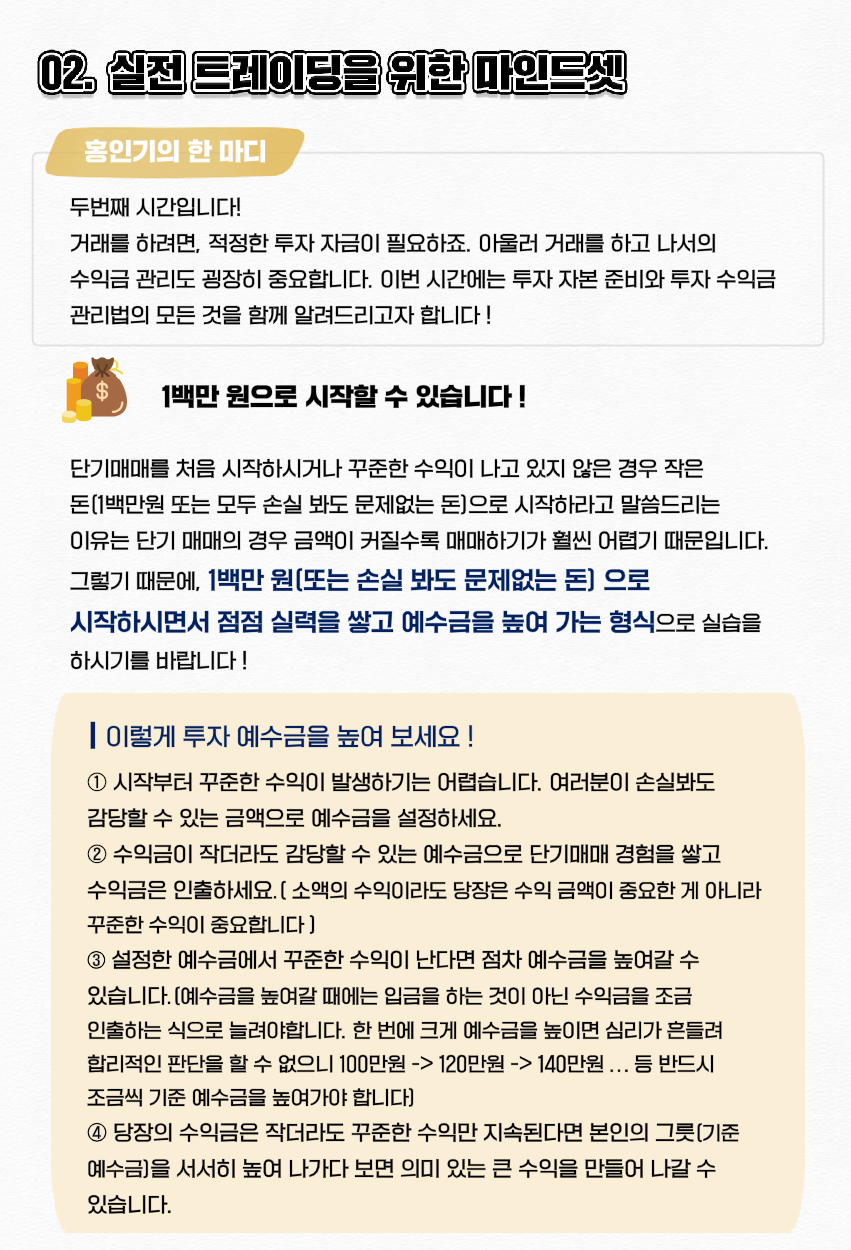 02. 실전 트레이딩을 위한 마인드셋
홍인기의 한 마디
두번째 시간입니다!
거래를 하려면, 적정한 투자 자금이 필요하죠. 아울러 거래를 하고 나서의
수익금 관리도 굉장히 중요합니다. 이번 시간에는 투자 자본 준비와 투자 수익금
관리법의 모든 것을 함께 알려드리고자 합니다 !
$
1백만 원으로 시작할 수 있습니다 !
단기매매를 처음 시작하시거나 꾸준한 수익이 나고 있지 않은 경우 작은
돈(1백만원 또는 모두 손실 봐도 문제없는 돈)으로 시작하라고 말씀드리는
이유는 단기 매매의 경우 금액이 커질수록 매매하기가 훨씬 어렵기 때문입니다.
그렇기 때문에, 1백만 원(또는 손실 봐도 문제없는 돈) 으로
시작하시면서 점점 실력을 쌓고 예수금을 높여 가는 형식으로 실습을
하시기를 바랍니다 !
이렇게 투자 예수금을 높여 보세요 !
① 시작부터 꾸준한 수익이 발생하기는 어렵습니다. 여러분이 손실봐도
감당할 수 있는 금액으로 예수금을 설정하세요.
② 수익금이 작더라도 감당할 수 있는 예수금으로 단기매매 경험을 쌓고
수익금은 인출하세요.( 소액의 수익이라도 당장은 수익 금액이 중요한 게 아니라
꾸준한 수익이 중요합니다 )
③ 설정한 예수금에서 꾸준한 수익이 난다면 점차 예수금을 높여갈 수
있습니다.(예수금을 높여갈 때에는 입금을 하는 것이 아닌 수익금을 조금
인출하는 식으로 늘려야합니다. 한 번에 크게 예수금을 높이면 심리가 흔들려
합리적인 판단을 할 수 없으니 100만원 -> 120만원 -> 140만원 ... 등 반드시
조금씩 기준 예수금을 높여가야 합니다)
④ 당장의 수익금은 작더라도 꾸준한 수익만 지속된다면 본인의 그릇(기준
예수금)을 서서히 높여 나가다 보면 의미 있는 큰 수익을 만들어 나갈 수
있습니다.